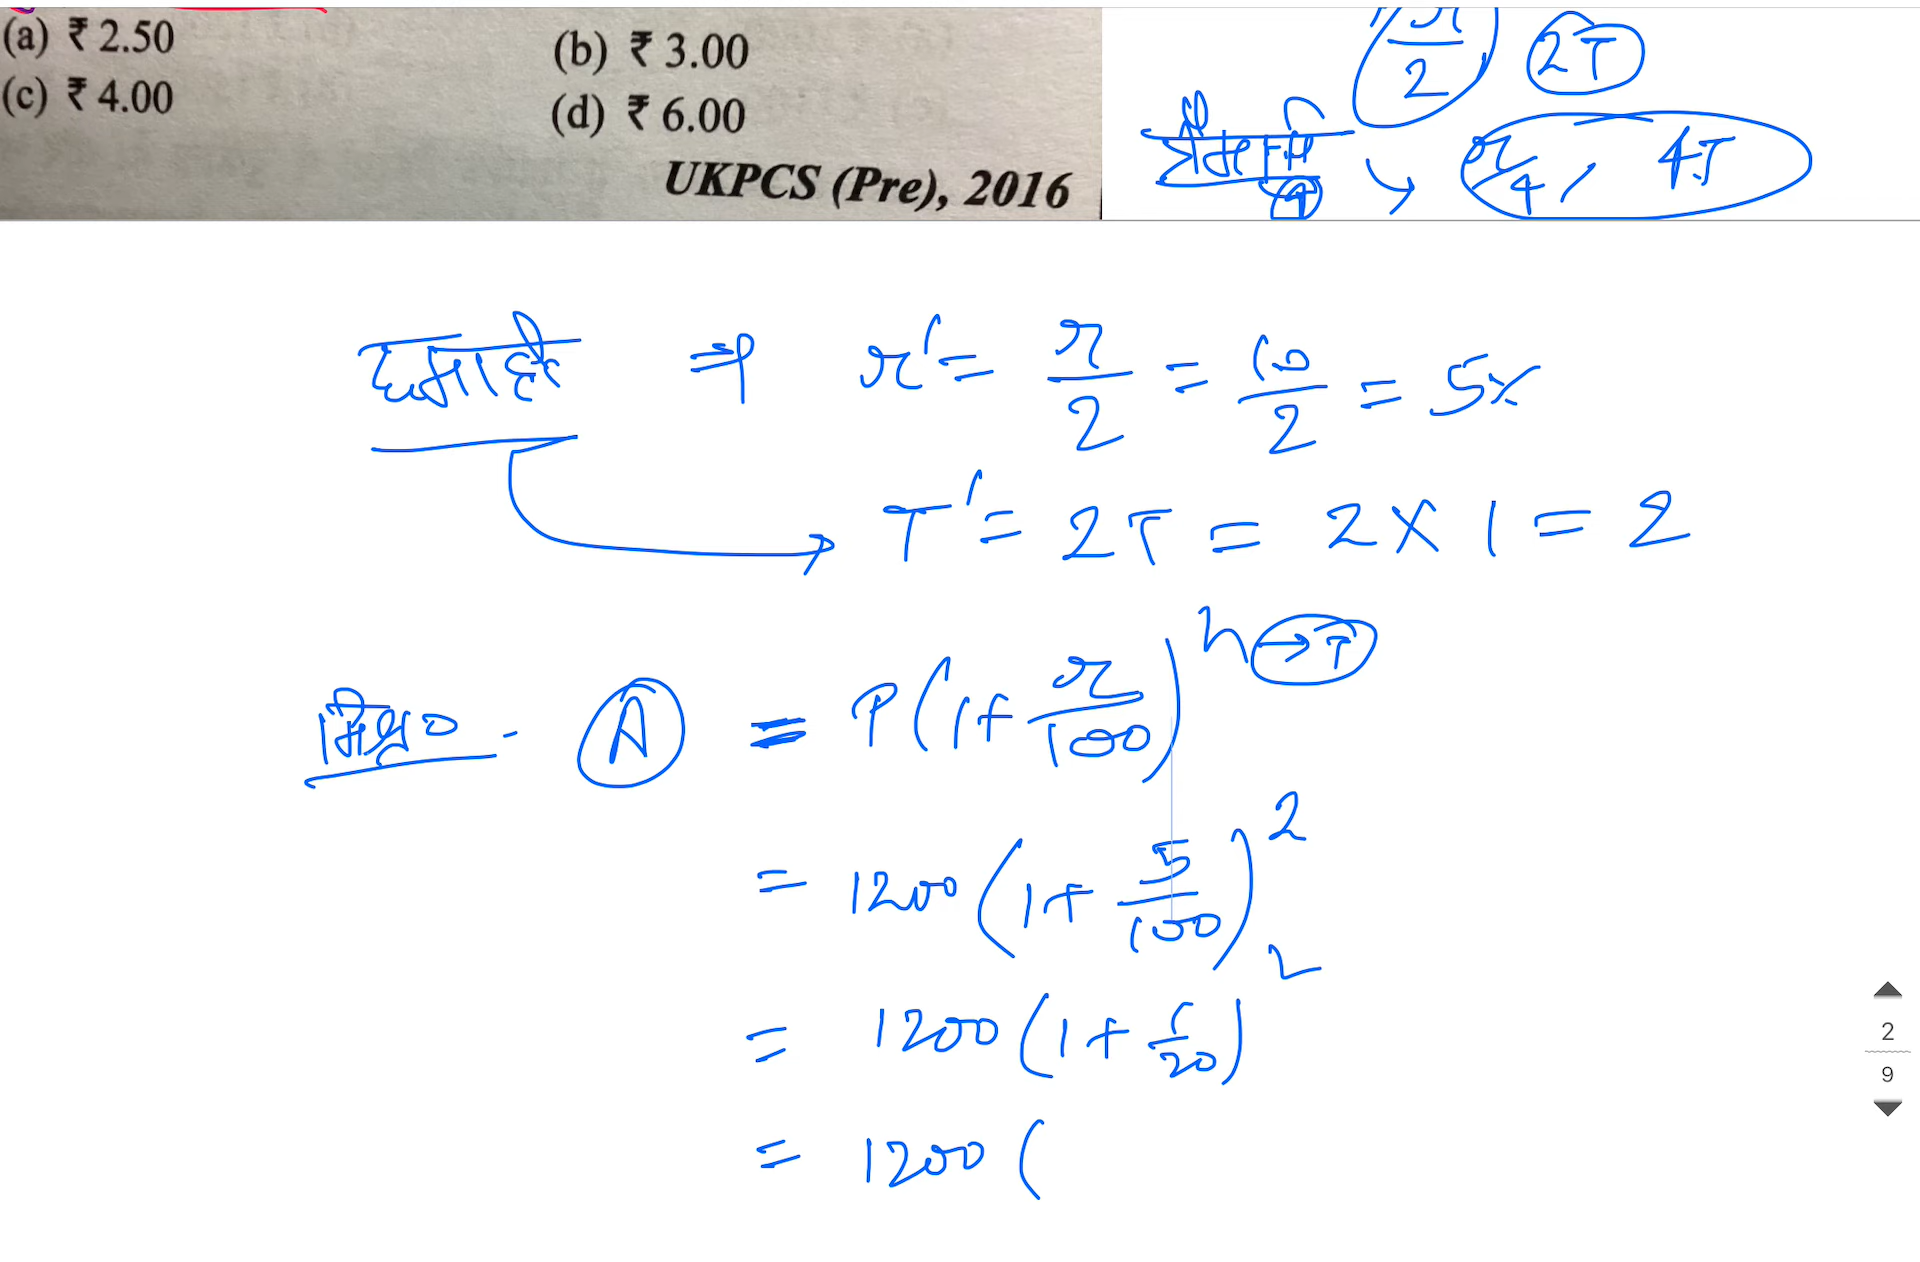 (a) ₹ 2.50 (b) ₹ 3.00
(c) ₹ 4.00 (d) ₹ 6.00
UKPCS (Pre), 2016
r/2 2T
r/4, 4T
छमाही ⇒ r' = r/2 = 10/2 = 5%
T' = 2T = 2 × 1 = 2
मिश्र० - A = P(1 + r/100)^n → T
= 1200 (1 + 5/100)^2
= 1200 (1 + 1/20)^2
= 1200 (
2
9